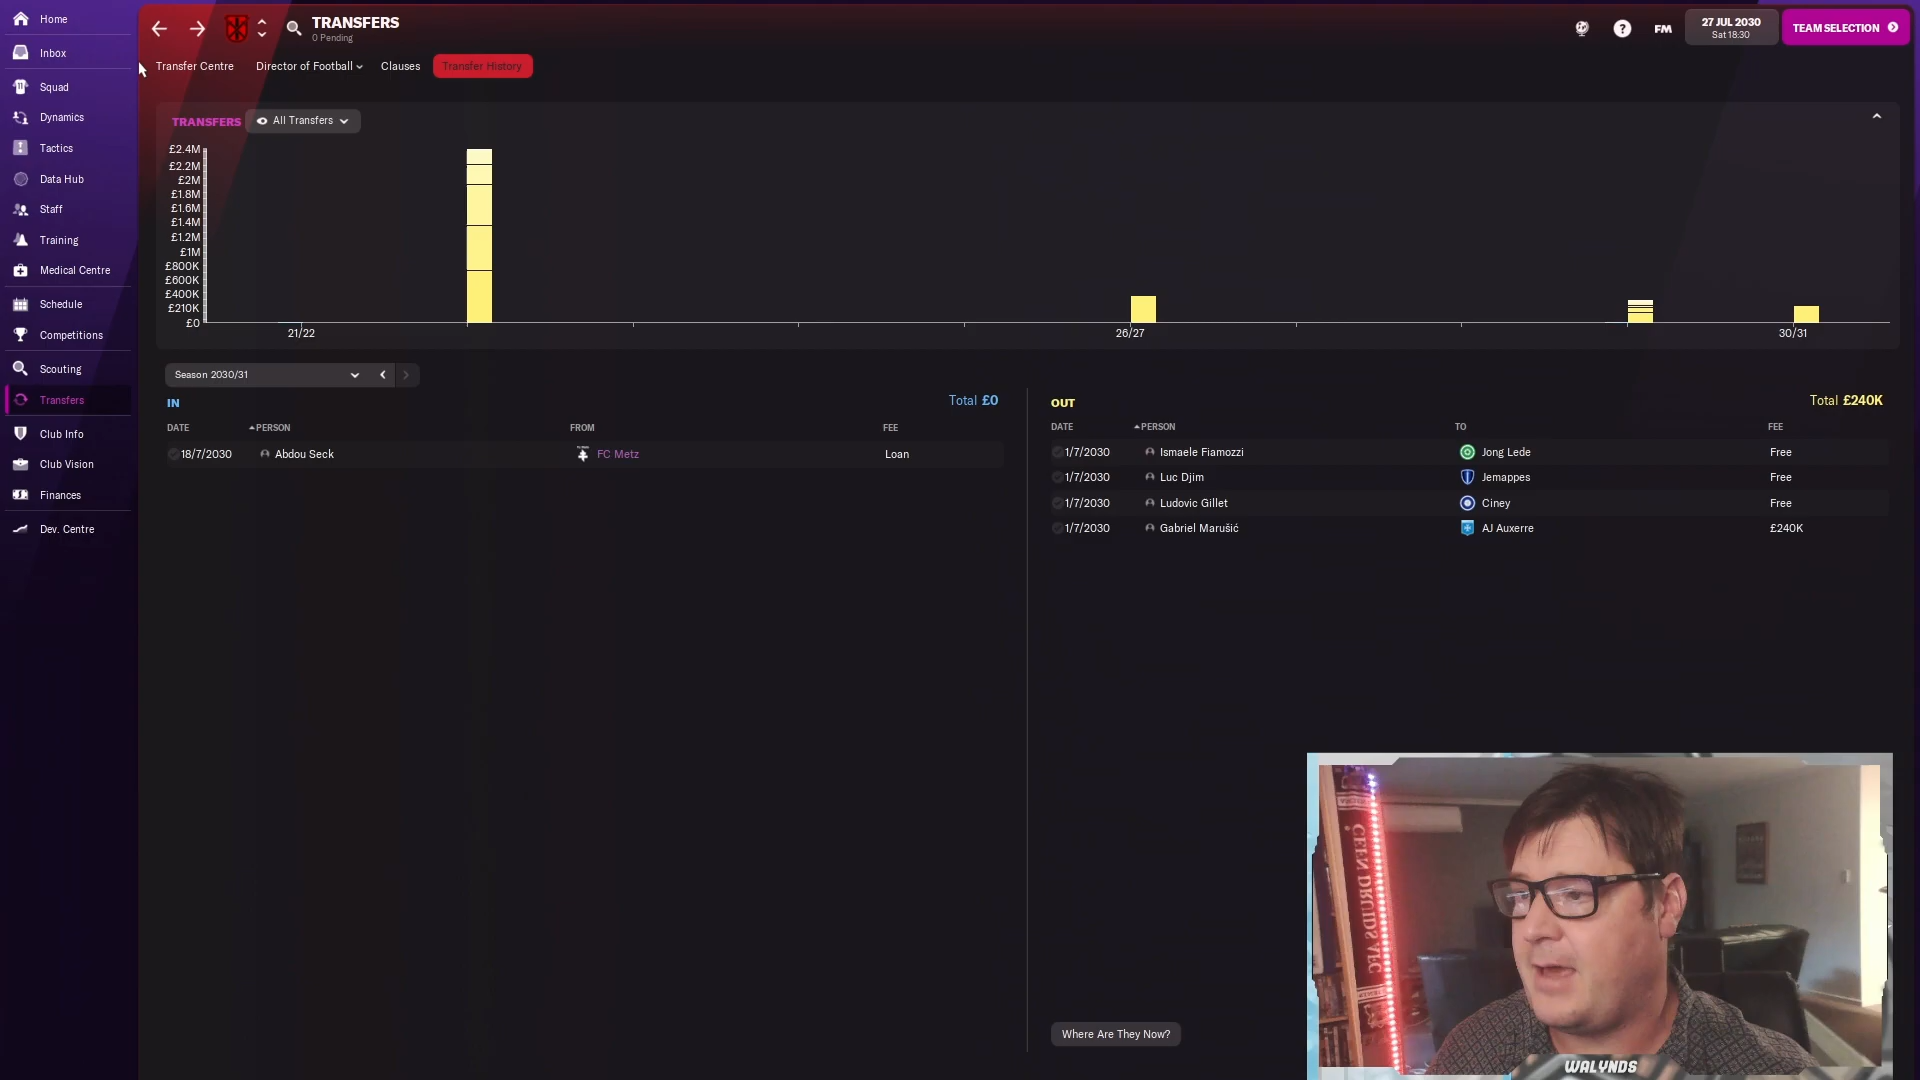 Home
Inbox
Squad
Dynamics
Tactics
Data Hub
Staff
Training
Medical Centre
Schedule
Competitions
Scouting
Transfers
Club Info
Club Vision
Finances
Dev. Centre
TRANSFERS
0 Pending
FM
27 JUL 2030
Sat 18:30
TEAM SELECTION
Transfer Centre
Director of Football
Clauses
Transfer History
TRANSFERS
All Transfers
£2.4M
£2.2M
£2M
£1.8M
£1.6M
£1.4M
£1.2M
£1M
£800K
£600K
£400K
£210K
£0
21/22
26/27
30/31
Season 2030/31
IN
Total £0
DATE PERSON FROM FEE
18/7/2030 Abdou Seck FC Metz Loan
OUT
Total £240K
DATE PERSON TO FEE
1/7/2030 Ismaele Fiamozzi Jong Lede Free
1/7/2030 Luc Djim Jemappes Free
1/7/2030 Ludovic Gillet Ciney Free
1/7/2030 Gabriel Marušić AJ Auxerre £240K
Where Are They Now?
CEFN DRUIDS AFC
WALYNDS